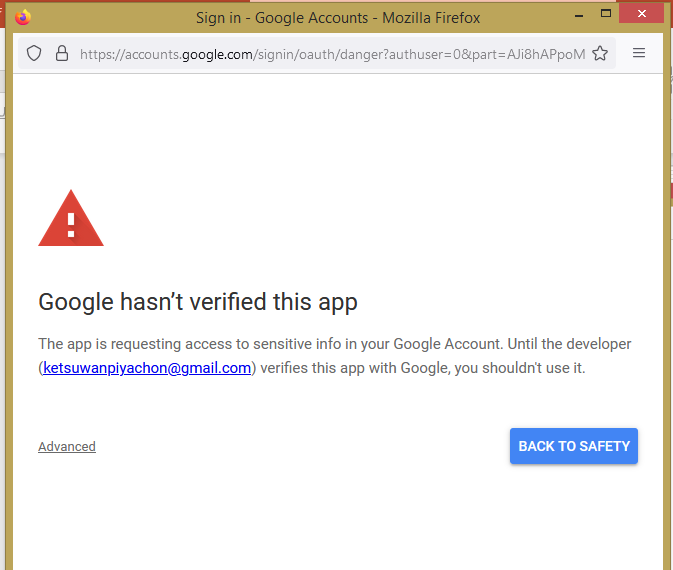 Sign in - Google Accounts - Mozilla Firefox
https://accounts.google.com/signin/oauth/danger?authuser=0&part=AJi8hAPpoM
Google hasn’t verified this app
The app is requesting access to sensitive info in your Google Account. Until the developer
(ketsuwanpiyachon@gmail.com) verifies this app with Google, you shouldn't use it.
Advanced
BACK TO SAFETY